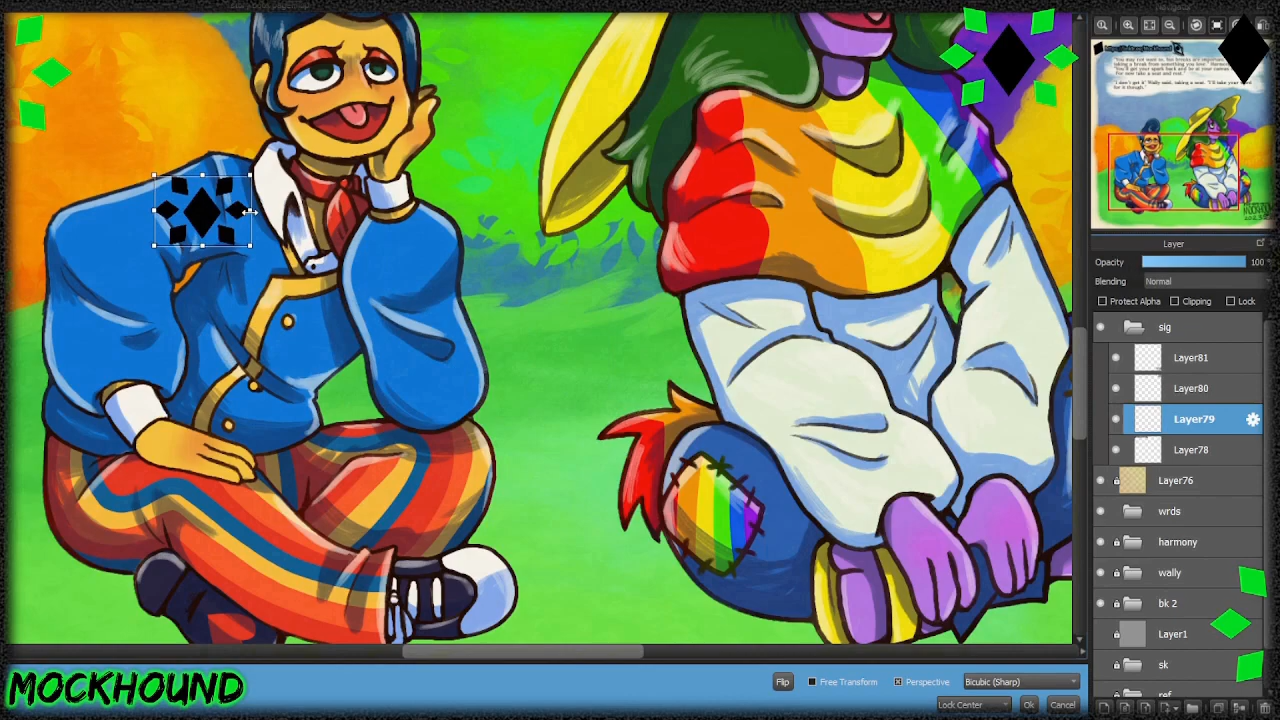 Layer
Opacity
100
Blending
Normal
Protect Alpha
Clipping
Lock
sig
Layer81
Layer80
Layer79
Layer78
Layer76
wrds
harmony
wally
bk 2
Layer1
sk
ref
MOCKHOUND
Flip
Free Transform
Perspective
Bicubic (Sharp)
Lock Center
Ok
Cancel